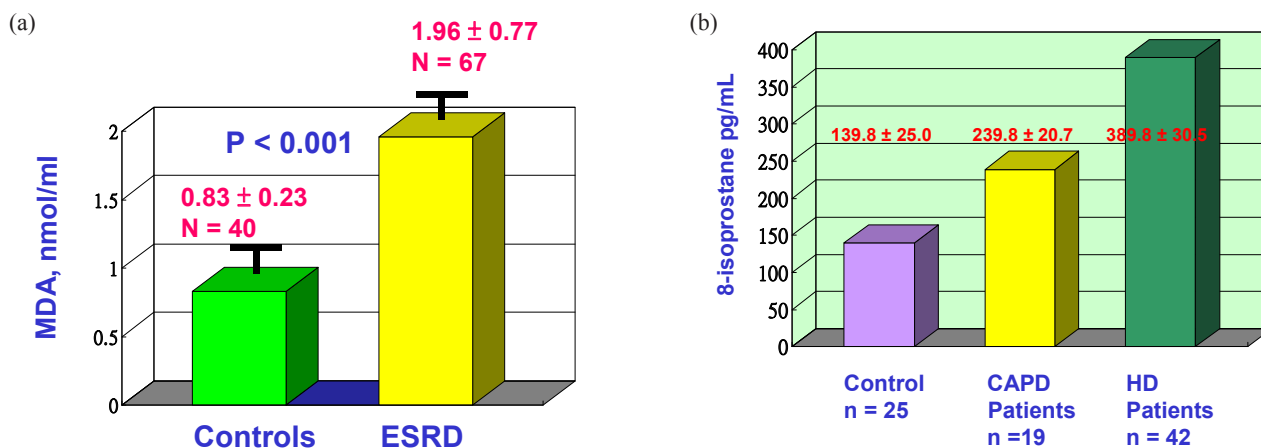 (a)
1.96 ± 0.77
N = 67
P < 0.001
0.83 ± 0.23
N = 40
MDA, nmol/ml
2
1.5
1
0.5
0
Controls
ESRD
(b)
8-isoprostane pg/mL
400
350
300
250
200
150
100
50
0
139.8 ± 25.0
239.8 ± 20.7
389.8 ± 30.5
Control
n = 25
CAPD
Patients
n =19
HD
Patients
n = 42